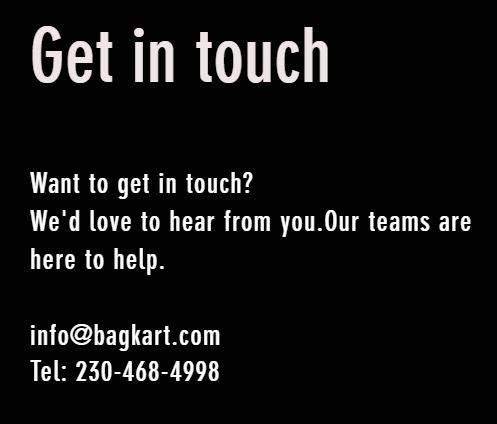 Get in touch
Want to get in touch?
We'd love to hear from you.Our teams are
here to help.
info@bagkart.com
Tel: 230-468-4998